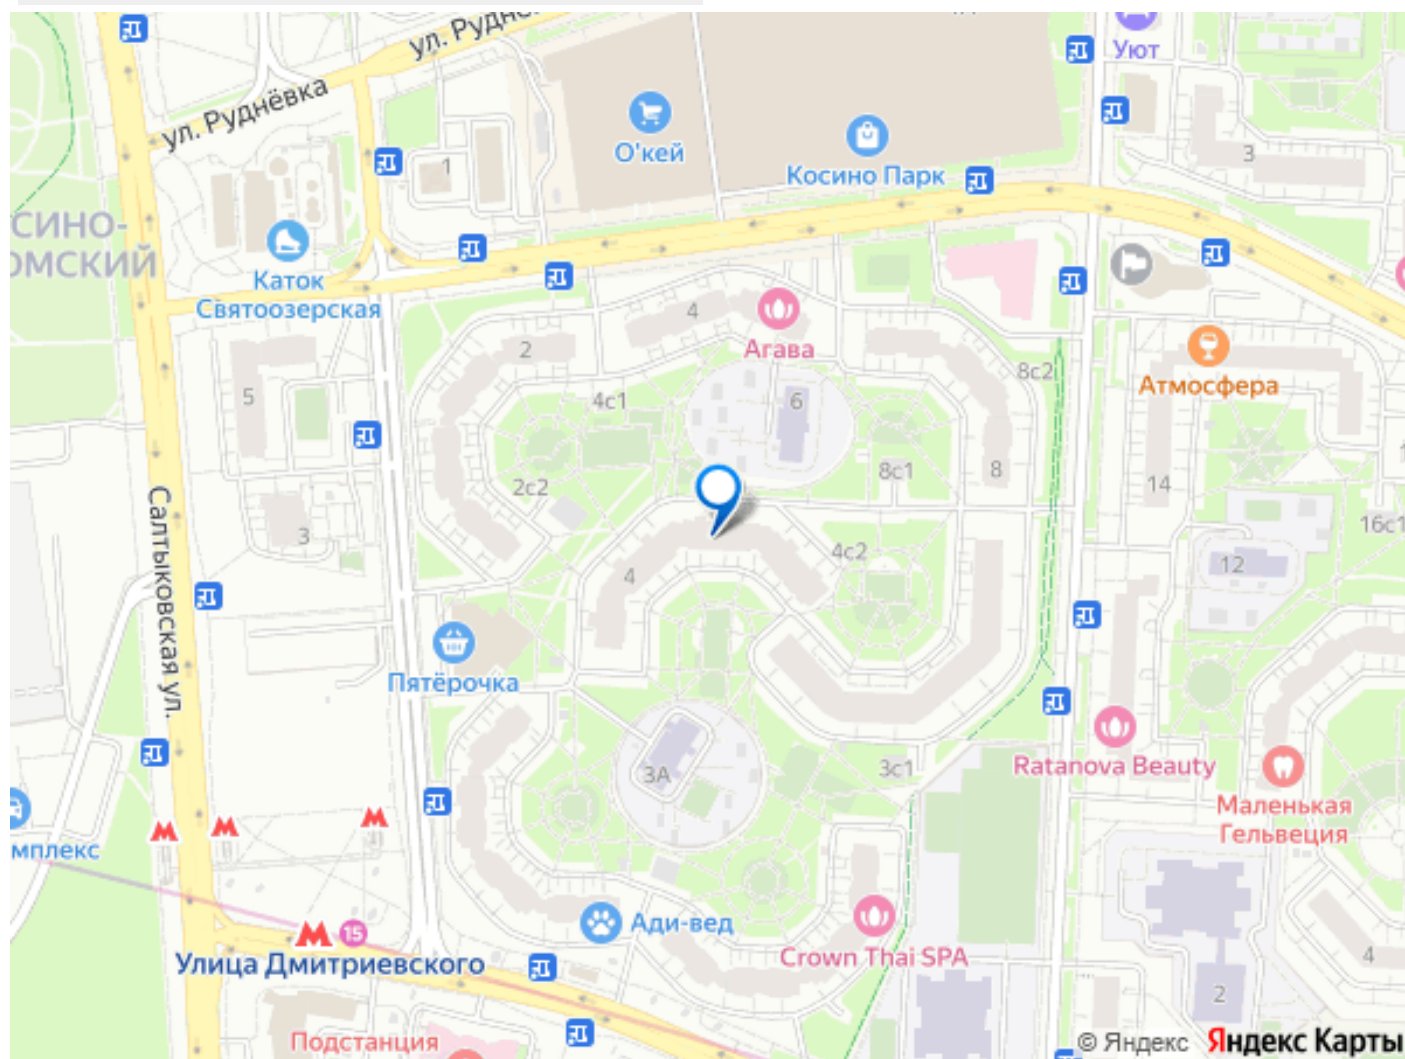 Уют
ул. Рудн
ул. Руднёвка
О'кей
1
3
Косино Парк
СИНО-
ОМСКИЙ
Каток
Святоозерская
4
Агава
2
8с2
Атмосфера
5
4с1
6
8с1
8
14
2с2
16с1
3
Салтыковская ул.
4с2
4
12
Пятёрочка
3А
3с1
Ratanova Beauty
Маленькая
Гельвеция
мплекс
15
Улица Дмитриевского
Ади-вед
Crown Thai SPA
4
2
Подстанция
© Яндекс Яндекс Карты